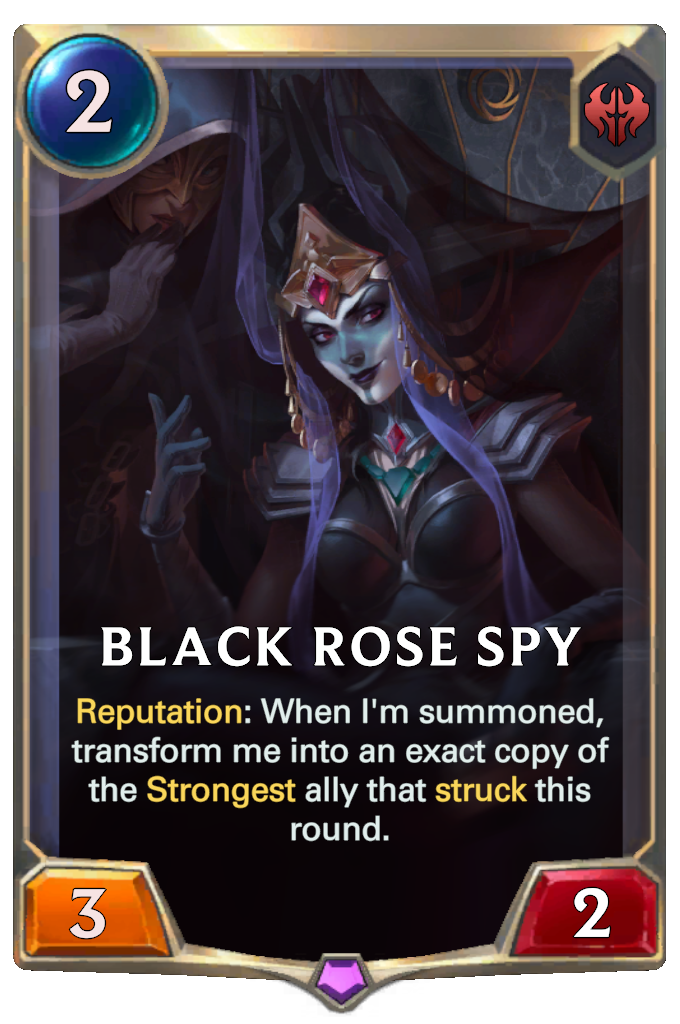 2
BLACK ROSE SPY
Reputation: When I'm summoned,
transform me into an exact copy of
the Strongest ally that struck this
round.
3
2